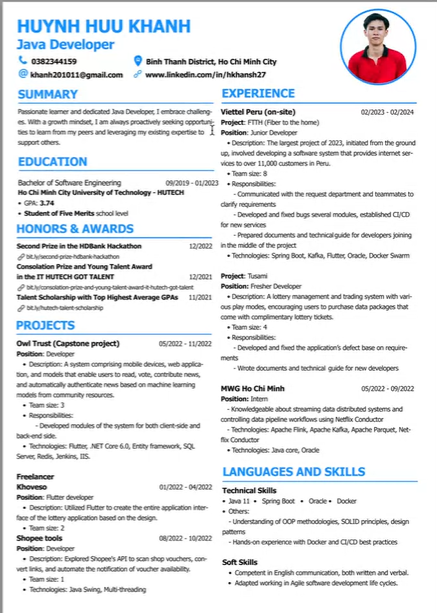 HUYNH HUU KHANH
Java Developer
0382344159
Binh Thanh District, Ho Chi Minh City
khanh201011@gmail.com
www.linkedin.com/in/hkhansh27
SUMMARY
Passionate learner and dedicated Java Developer, I embrace challeng-
es. With a growth mindset, I am always proactively seeking opportuni-
ties to learn from my peers and leveraging my existing expertise to
support others.
EDUCATION
Bachelor of Software Engineering 09/2019 - 01/2023
Ho Chi Minh City University of Technology - HUTECH
• GPA: 3.74
• Student of Five Merits school level
HONORS & AWARDS
Second Prize in the HDBank Hackathon 12/2022
bit.ly/second-prize-hdbank-hackathon
Consolation Prize and Young Talent Award
in the IT HUTECH GOT TALENT 12/2021
bit.ly/consolation-prize-and-young-talent-award-it-hutech-got-talent
Talent Scholarship with Top Highest Average GPAs 11/2021
bit.ly/hutech-talent-scholarship
PROJECTS
Owl Trust (Capstone project) 05/2022 - 11/2022
Position: Developer
• Description: A system comprising mobile devices, web applica-
tion, and models that enable users to read, vote, contribute news,
and automatically authenticate news based on machine learning
models from community resources.
• Team size: 3
• Responsibilities:
- Developed modules of the system for both client-side and
back-end side.
• Technologies: Flutter, .NET Core 6.0, Entity framework, SQL
Server, Redis, Jenkins, IIS.
Freelancer
Khoveso 01/2022 - 04/2022
Position: Flutter developer
• Description: Utilized Flutter to create the entire application inter-
face of the lottery application based on the design.
• Team size: 2
Shopee tools 08/2022 - 10/2022
Position: Developer
• Description: Explored Shopee's API to scan shop vouchers, con-
vert links, and automate the notification of voucher availability.
• Team size: 1
• Technologies: Java Swing, Multi-threading
EXPERIENCE
Viettel Peru (on-site) 02/2023 - 02/2024
Project: FTTH (Fiber to the home)
Position: Junior Developer
• Description: The largest project of 2023, initiated from the ground
up, involved developing a software system that provides internet ser-
vices to over 11,000 customers in Peru.
• Team size: 8
• Responsibilities:
- Communicated with the request department and teammates to
clarify requirements
- Developed and fixed bugs several modules, established CI/CD
for new services
- Prepared documents and technical guide for developers joining
in the middle of the project
• Technologies: Spring Boot, Kafka, Flutter, Oracle, Docker Swarm
Project: Tusami
Position: Fresher Developer
• Description: A lottery management and trading system with vari-
ous play modes, encouraging users to purchase data packages that
come with complimentary lottery tickets.
• Team size: 4
• Responsibilities:
- Developed and fixed the application's defect base on require-
ments
- Wrote documents and technical guide for new developers
MWG Ho Chi Minh 05/2022 - 09/2022
Position: Intern
- Knowledgeable about streaming data distributed systems and
controlling data pipeline workflows using Netflix Conductor
- Technologies: Apache Flink, Apache Kafka, Apache Parquet, Net-
flix Conductor
• Technologies: Java core, Oracle
LANGUAGES AND SKILLS
Technical Skills
• Java 11 • Spring Boot • Oracle • Docker
• Others:
- Understanding of OOP methodologies, SOLID principles, design
patterns
- Hands-on experience with Docker and CI/CD best practices
Soft Skills
• Competent in English communication, both written and verbal.
• Adapted working in Agile software development life cycles.